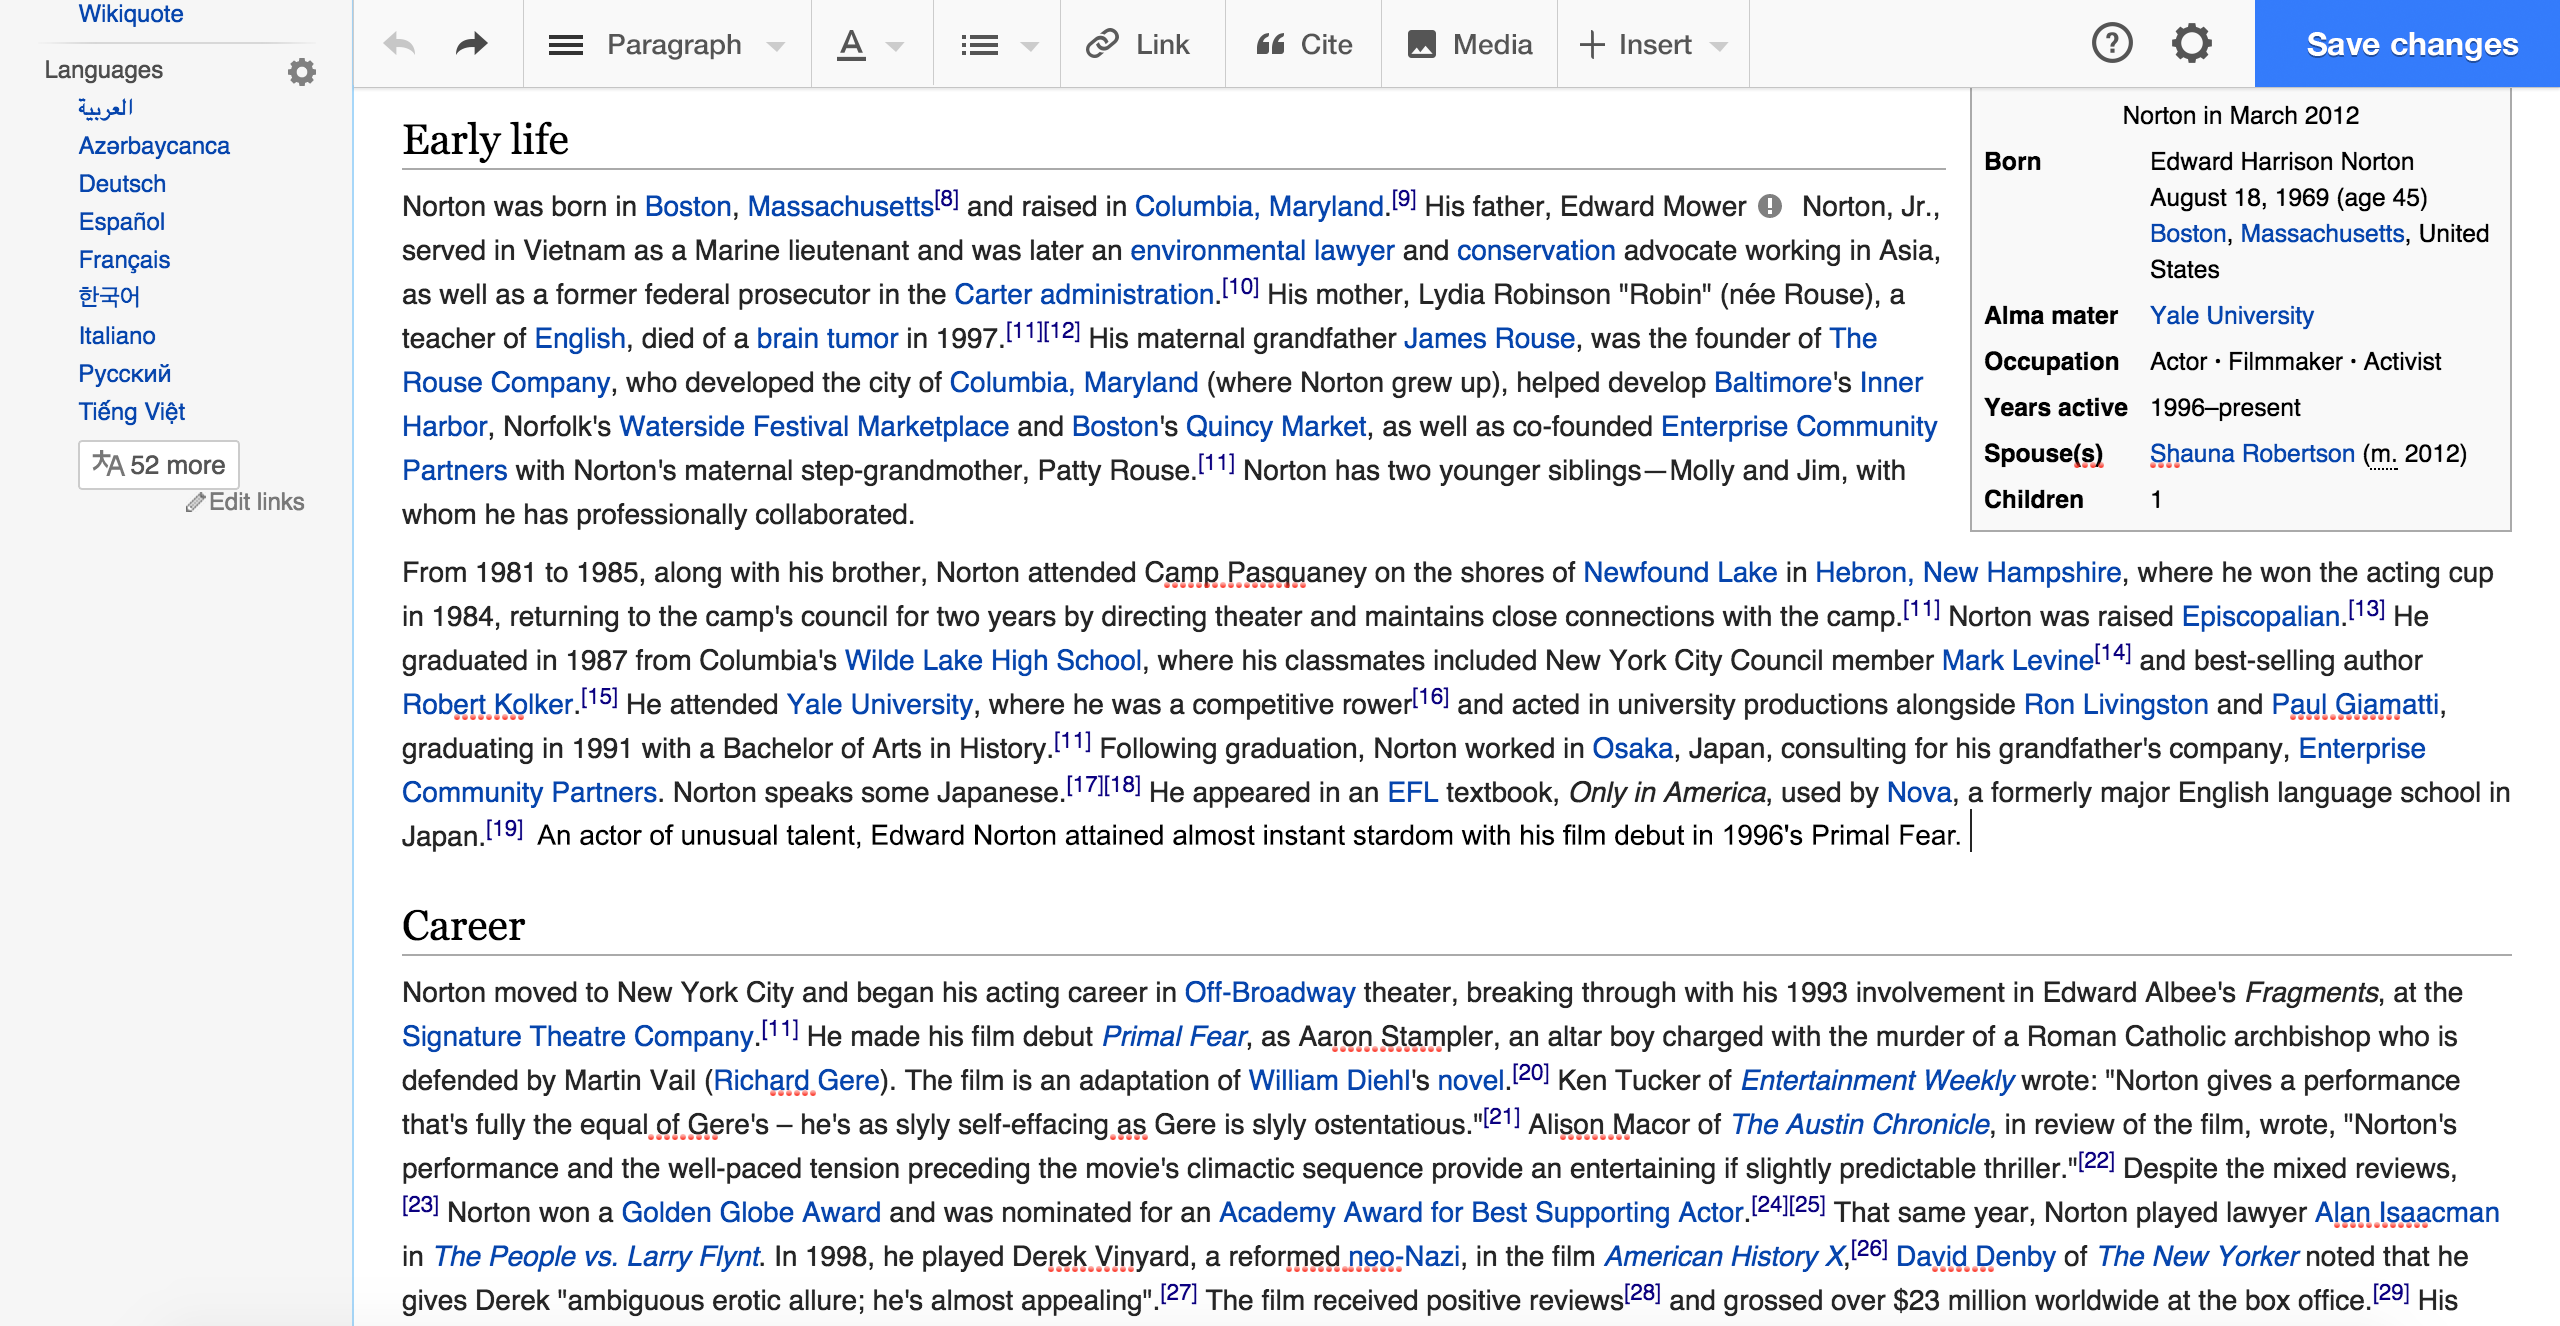 Wikiquote
Languages
العربية
Azərbaycanca
Deutsch
Español
Français
한국어
Italiano
Русский
Tiếng Việt
52 more
Edit links
Paragraph
A
Link
Cite
Media
Insert
Save changes
Early life
Norton was born in Boston, Massachusetts[8] and raised in Columbia, Maryland.[9] His father, Edward Mower Norton, Jr.,
served in Vietnam as a Marine lieutenant and was later an environmental lawyer and conservation advocate working in Asia,
as well as a former federal prosecutor in the Carter administration.[10] His mother, Lydia Robinson "Robin" (née Rouse), a
teacher of English, died of a brain tumor in 1997.[11][12] His maternal grandfather James Rouse, was the founder of The
Rouse Company, who developed the city of Columbia, Maryland (where Norton grew up), helped develop Baltimore's Inner
Harbor, Norfolk's Waterside Festival Marketplace and Boston's Quincy Market, as well as co-founded Enterprise Community
Partners with Norton's maternal step-grandmother, Patty Rouse.[11] Norton has two younger siblings—Molly and Jim, with
whom he has professionally collaborated.
Norton in March 2012
Born Edward Harrison Norton
August 18, 1969 (age 45)
Boston, Massachusetts, United
States
Alma mater Yale University
Occupation Actor · Filmmaker · Activist
Years active 1996–present
Spouse(s) Shauna Robertson (m. 2012)
Children 1
From 1981 to 1985, along with his brother, Norton attended Camp Pasquaney on the shores of Newfound Lake in Hebron, New Hampshire, where he won the acting cup
in 1984, returning to the camp's council for two years by directing theater and maintains close connections with the camp.[11] Norton was raised Episcopalian.[13] He
graduated in 1987 from Columbia's Wilde Lake High School, where his classmates included New York City Council member Mark Levine[14] and best-selling author
Robert Kolker.[15] He attended Yale University, where he was a competitive rower[16] and acted in university productions alongside Ron Livingston and Paul Giamatti,
graduating in 1991 with a Bachelor of Arts in History.[11] Following graduation, Norton worked in Osaka, Japan, consulting for his grandfather's company, Enterprise
Community Partners. Norton speaks some Japanese.[17][18] He appeared in an EFL textbook, Only in America, used by Nova, a formerly major English language school in
Japan.[19] An actor of unusual talent, Edward Norton attained almost instant stardom with his film debut in 1996's Primal Fear.
Career
Norton moved to New York City and began his acting career in Off-Broadway theater, breaking through with his 1993 involvement in Edward Albee's Fragments, at the
Signature Theatre Company.[11] He made his film debut Primal Fear, as Aaron Stampler, an altar boy charged with the murder of a Roman Catholic archbishop who is
defended by Martin Vail (Richard Gere). The film is an adaptation of William Diehl's novel.[20] Ken Tucker of Entertainment Weekly wrote: "Norton gives a performance
that's fully the equal of Gere's – he's as slyly self-effacing as Gere is slyly ostentatious."[21] Alison Macor of The Austin Chronicle, in review of the film, wrote, "Norton's
performance and the well-paced tension preceding the movie's climactic sequence provide an entertaining if slightly predictable thriller."[22] Despite the mixed reviews,
[23] Norton won a Golden Globe Award and was nominated for an Academy Award for Best Supporting Actor.[24][25] That same year, Norton played lawyer Alan Isaacman
in The People vs. Larry Flynt. In 1998, he played Derek Vinyard, a reformed neo-Nazi, in the film American History X,[26] David Denby of The New Yorker noted that he
gives Derek "ambiguous erotic allure; he's almost appealing".[27] The film received positive reviews[28] and grossed over $23 million worldwide at the box office.[29] His